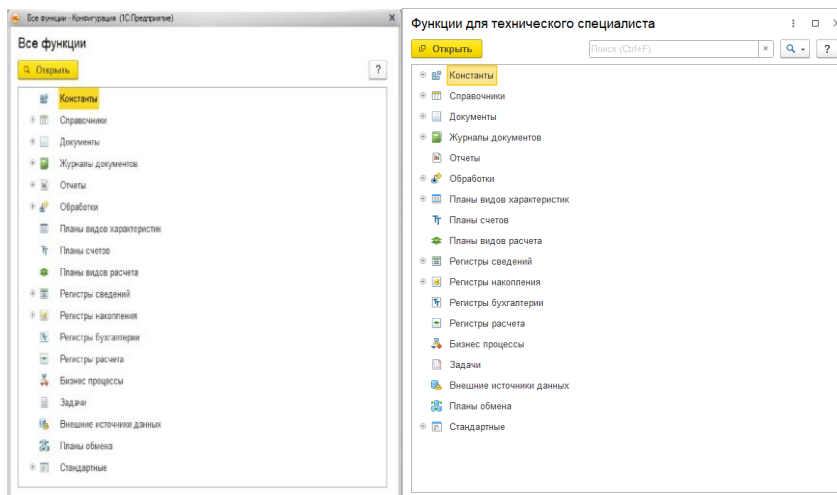 Все функции - Конфигурация (1С:Предприятие)
Все функции
Открыть
?
Константы
Справочники
Документы
Журналы документов
Отчеты
Обработки
Планы видов характеристик
Планы счетов
Планы видов расчета
Регистры сведений
Регистры накопления
Регистры бухгалтерии
Регистры расчета
Бизнес процессы
Задачи
Внешние источники данных
Планы обмена
Стандартные
Функции для технического специалиста
Открыть
Поиск (Ctrl+F)
?
Константы
Справочники
Документы
Журналы документов
Отчеты
Обработки
Планы видов характеристик
Планы счетов
Планы видов расчета
Регистры сведений
Регистры накопления
Регистры бухгалтерии
Регистры расчета
Бизнес процессы
Задачи
Внешние источники данных
Планы обмена
Стандартные